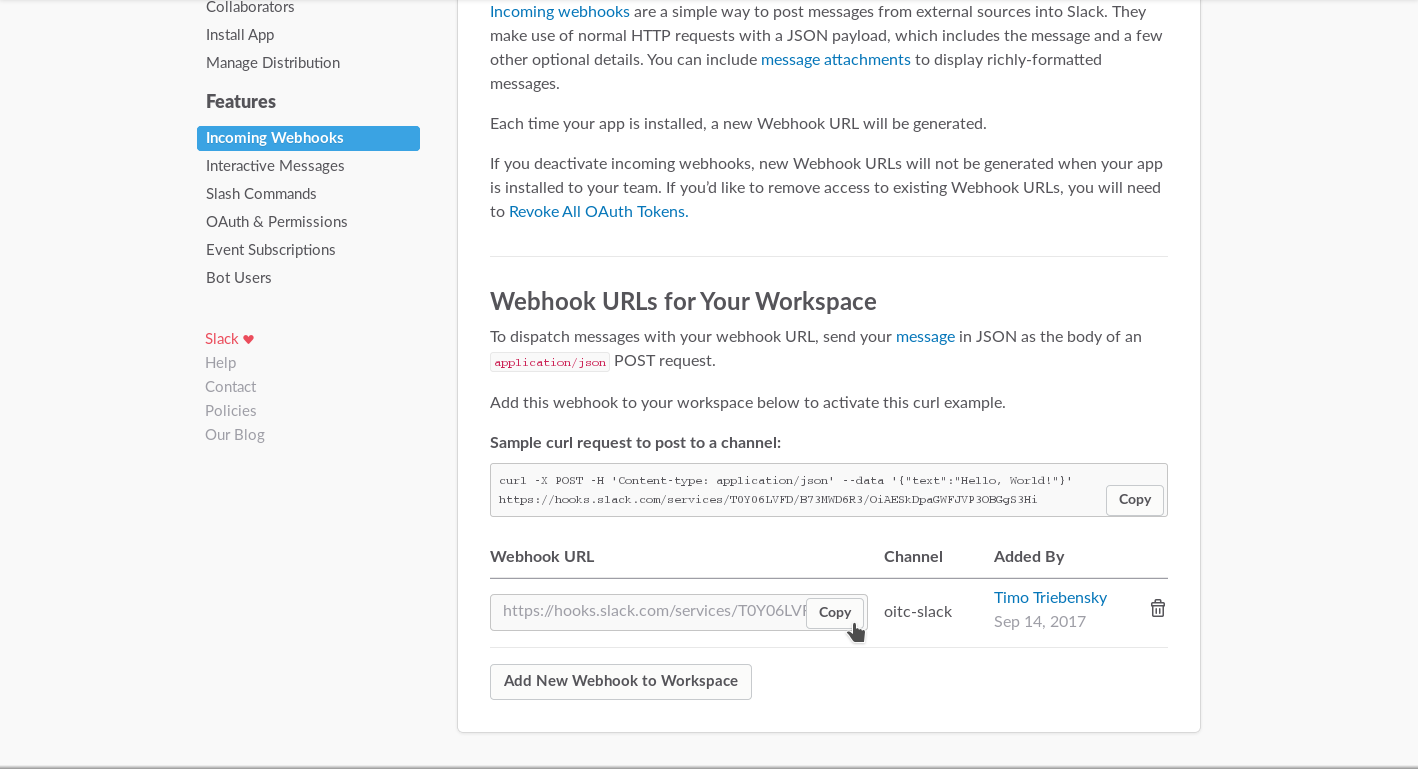 Collaborators
Install App
Manage Distribution
Features
Incoming Webhooks
Interactive Messages
Slash Commands
OAuth & Permissions
Event Subscriptions
Bot Users
Slack ♥
Help
Contact
Policies
Our Blog
Incoming webhooks are a simple way to post messages from external sources into Slack. They
make use of normal HTTP requests with a JSON payload, which includes the message and a few
other optional details. You can include message attachments to display richly-formatted
messages.
Each time your app is installed, a new Webhook URL will be generated.
If you deactivate incoming webhooks, new Webhook URLs will not be generated when your app
is installed to your team. If you’d like to remove access to existing Webhook URLs, you will need
to Revoke All OAuth Tokens.
Webhook URLs for Your Workspace
To dispatch messages with your webhook URL, send your message in JSON as the body of an
application/json POST request.
Add this webhook to your workspace below to activate this curl example.
Sample curl request to post to a channel:
curl -X POST -H 'Content-type: application/json' --data '{"text":"Hello, World!"}'
https://hooks.slack.com/services/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
Copy
Webhook URL Channel Added By
https://hooks.slack.com/services/T0Y06LVF Copy oitc-slack Timo Triebensky
Sep 14, 2017
Add New Webhook to Workspace